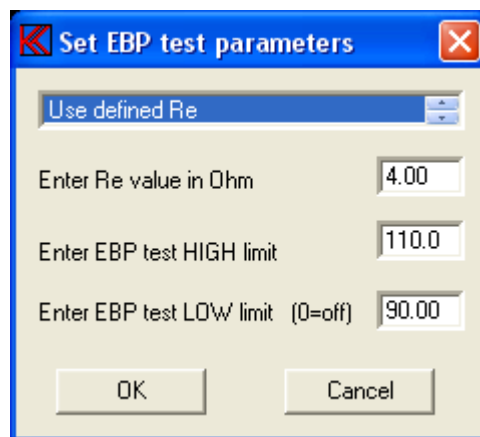 Set EBP test parameters
Use defined Re
Enter Re value in Ohm 4.00
Enter EBP test HIGH limit 110.0
Enter EBP test LOW limit (0=off) 90.00
OK Cancel